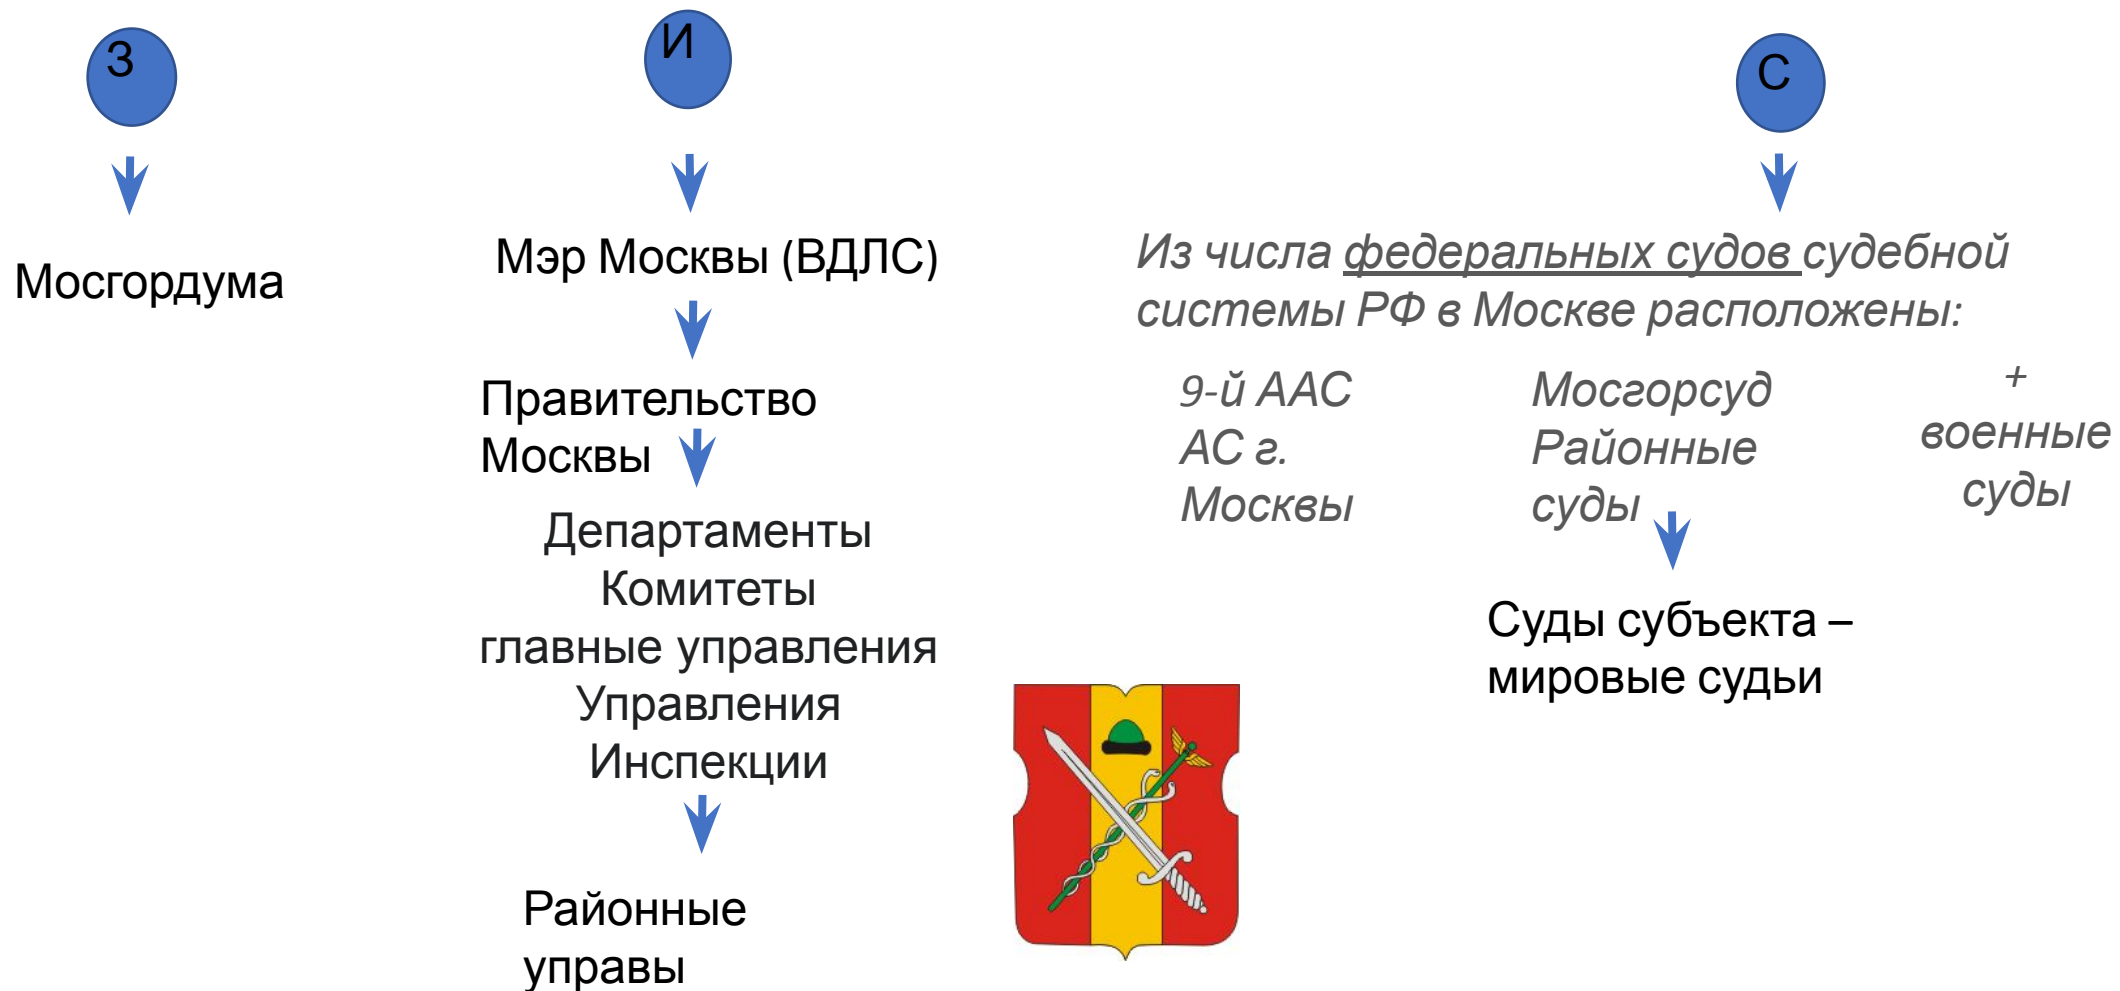 З
Мосгордума
И
Мэр Москвы (ВДЛС)
Правительство
Москвы
Департаменты
Комитеты
главные управления
Управления
Инспекции
Районные
управы
С
Из числа федеральных судов судебной
системы РФ в Москве расположены:
9-й ААС
АС г.
Москвы
Мосгорсуд
Районные
суды
+
военные
суды
Суды субъекта –
мировые судьи